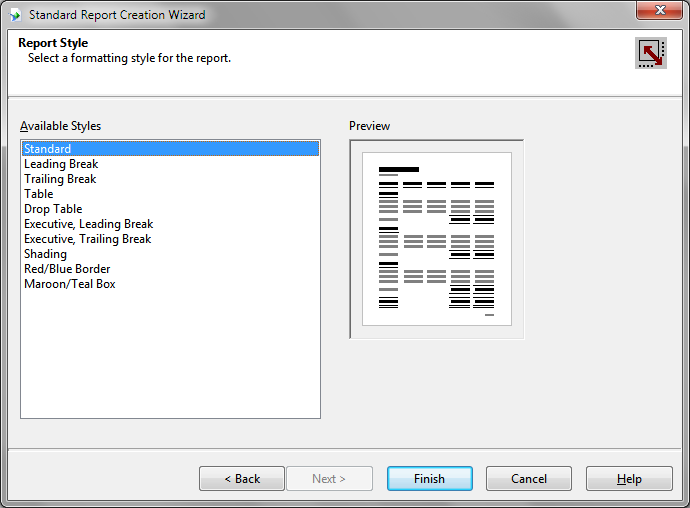 Standard Report Creation Wizard
Report Style
Select a formatting style for the report.
Available Styles
Preview
Standard
Leading Break
Trailing Break
Table
Drop Table
Executive, Leading Break
Executive, Trailing Break
Shading
Red/Blue Border
Maroon/Teal Box
< Back
Next >
Finish
Cancel
Help